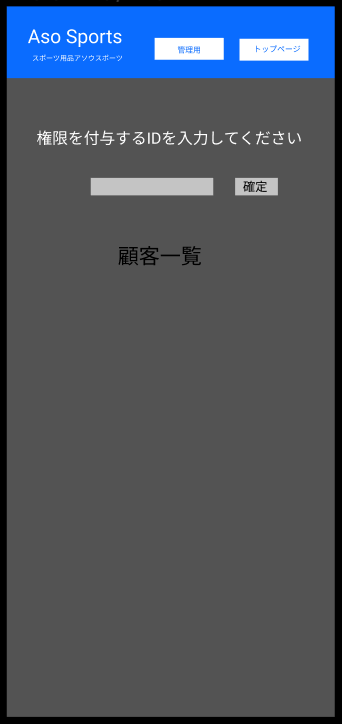 Aso Sports
スポーツ用品アソウスポーツ
管理用
トップページ
権限を付与するIDを入力してください
確定
顧客一覧